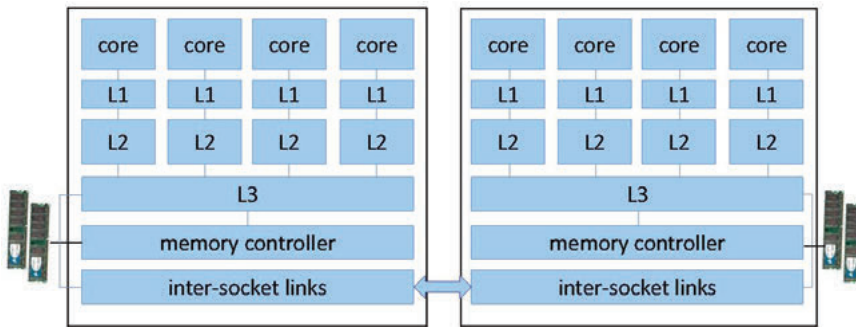 core core core core
L1 L1 L1 L1
L2 L2 L2 L2
L3
memory controller
inter-socket links
core core core core
L1 L1 L1 L1
L2 L2 L2 L2
L3
memory controller
inter-socket links